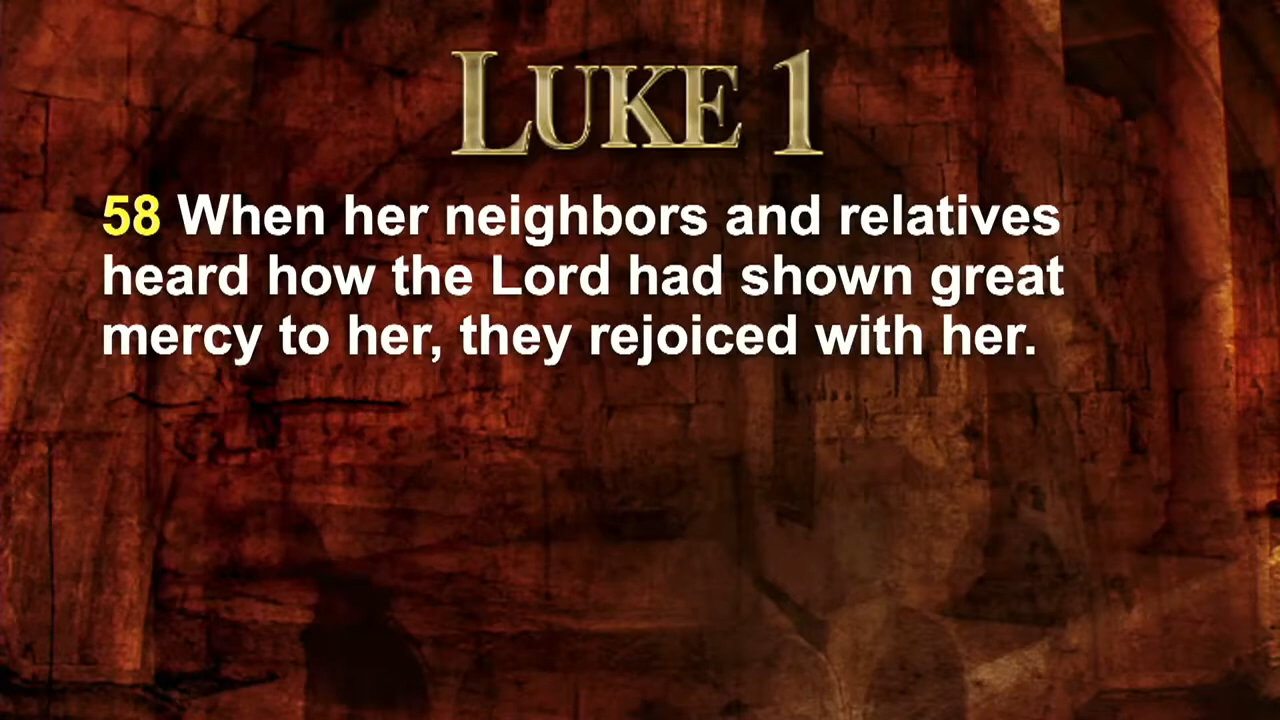 LUKE 1
58 When her neighbors and relatives
heard how the Lord had shown great
mercy to her, they rejoiced with her.